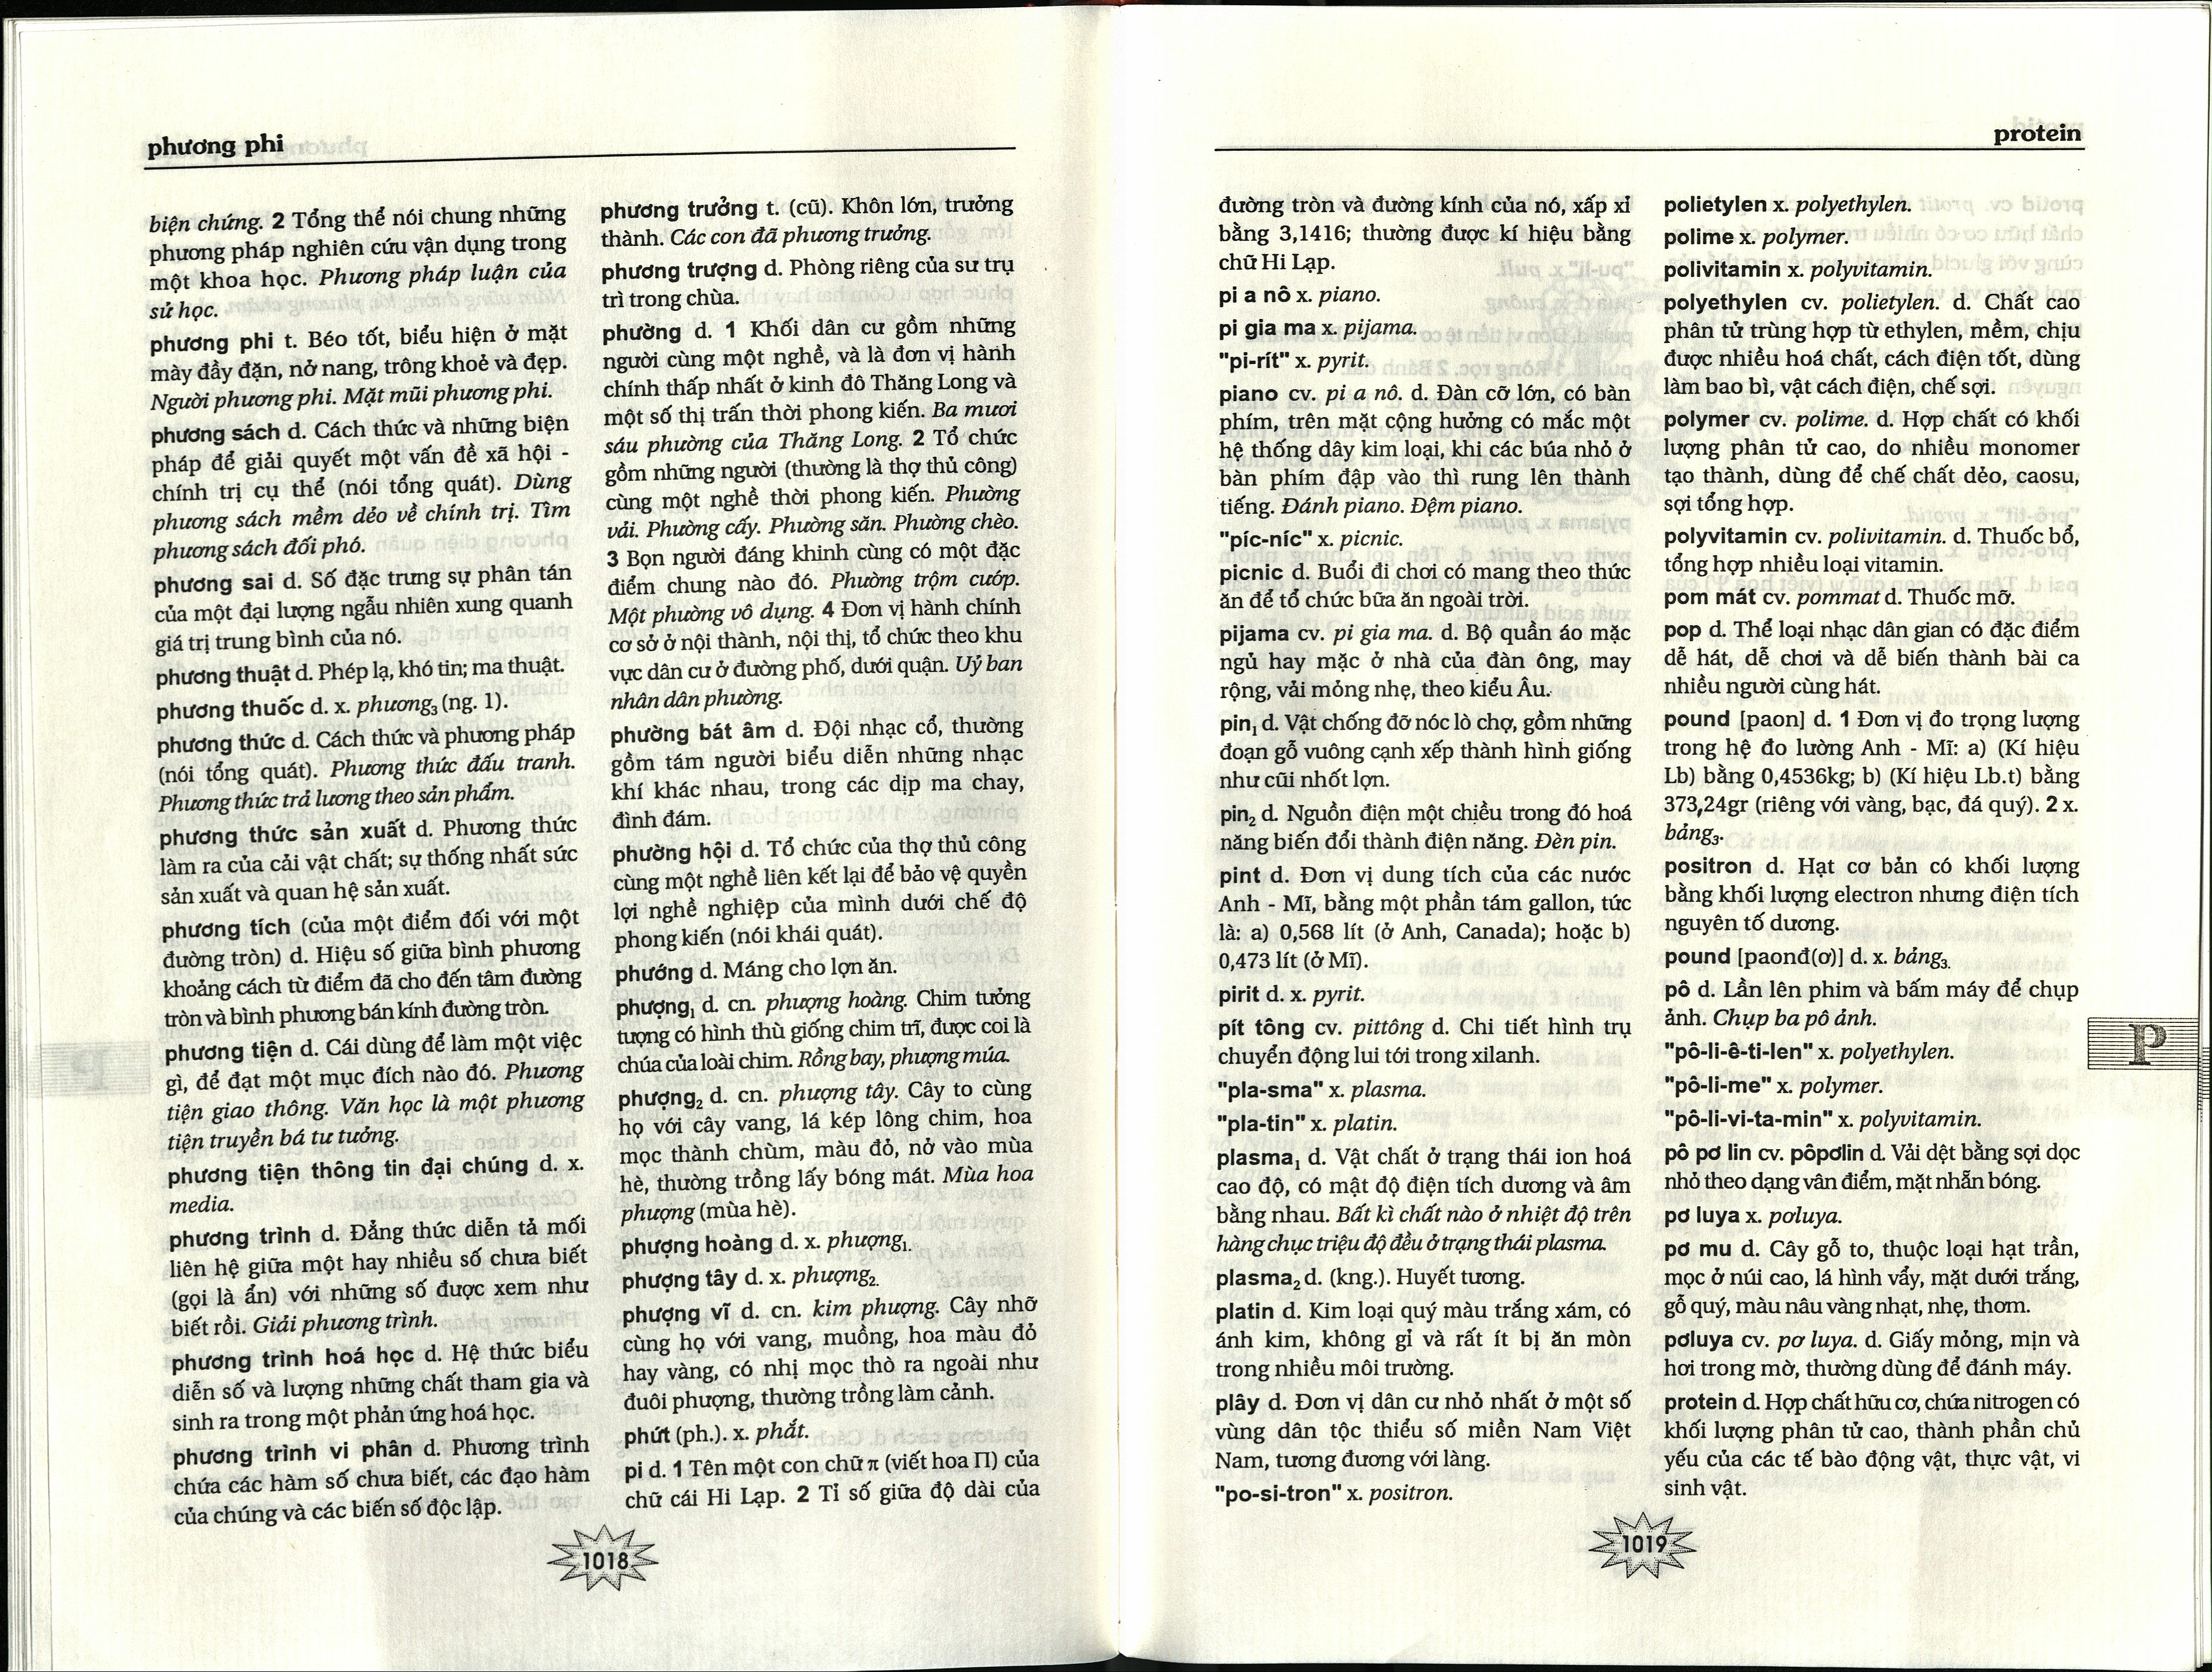 phương phi
biện chứng. 2 Tổng thể nói chung những
phương pháp nghiên cứu vận dụng trong
một khoa học. Phương pháp luận của
sử học.
phương phi t. Béo tốt, biểu hiện ở mặt
mày đầy đặn, nở nang, trông khoẻ và đẹp.
Người phương phi. Mặt mũi phương phi.
phương sách d. Cách thức và những biện
pháp để giải quyết một vấn đề xã hội -
chính trị cụ thể (nói tổng quát). Dùng
phương sách mềm dẻo về chính trị. Tìm
phương sách đối phó.
phương sai d. Số đặc trưng sự phân tán
của một đại lượng ngẫu nhiên xung quanh
giá trị trung bình của nó.
phương thuật d. Phép lạ, khó tin; ma thuật.
phương thuốc d. x. phương₃ (ng. 1).
phương thức d. Cách thức và phương pháp
(nói tổng quát). Phương thức đấu tranh.
Phương thức trả lương theo sản phẩm.
phương thức sản xuất d. Phương thức
làm ra của cải vật chất; sự thống nhất sức
sản xuất và quan hệ sản xuất.
phương tích (của một điểm đối với một
đường tròn) d. Hiệu số giữa bình phương
khoảng cách từ điểm đã cho đến tâm đường
tròn và bình phương bán kính đường tròn.
phương tiện d. Cái dùng để làm một việc
gì, để đạt một mục đích nào đó. Phương
tiện giao thông. Văn học là một phương
tiện truyền bá tư tưởng.
phương tiện thông tin đại chúng d. x.
media.
phương trình d. Đẳng thức diễn tả mối
liên hệ giữa một hay nhiều số chưa biết
(gọi là ẩn) với những số được xem như
biết rồi. Giải phương trình.
phương trình hoá học d. Hệ thức biểu
diễn số và lượng những chất tham gia và
sinh ra trong một phản ứng hoá học.
phương trình vi phân d. Phương trình
chứa các hàm số chưa biết, các đạo hàm
của chúng và các biến số độc lập.
phương trưởng t. (cũ). Khôn lớn, trưởng
thành. Các con đã phương trưởng.
phương trượng d. Phòng riêng của sư trụ
trì trong chùa.
phường d. 1 Khối dân cư gồm những
người cùng một nghề, và là đơn vị hành
chính thấp nhất ở kinh đô Thăng Long và
một số thị trấn thời phong kiến. Ba mươi
sáu phường của Thăng Long. 2 Tổ chức
gồm những người (thường là thợ thủ công)
cùng một nghề thời phong kiến. Phường
vải. Phường cấy. Phường săn. Phường chèo.
3 Bọn người đáng khinh cùng có một đặc
điểm chung nào đó. Phường trộm cướp.
Một phường vô dụng. 4 Đơn vị hành chính
cơ sở ở nội thành, nội thị, tổ chức theo khu
vực dân cư ở đường phố, dưới quận. Uỷ ban
nhân dân phường.
phường bát âm d. Đội nhạc cổ, thường
gồm tám người biểu diễn những nhạc
khí khác nhau, trong các dịp ma chay,
đình đám.
phường hội d. Tổ chức của thợ thủ công
cùng một nghề liên kết lại để bảo vệ quyền
lợi nghề nghiệp của mình dưới chế độ
phong kiến (nói khái quát).
phướng d. Máng cho lợn ăn.
phượng₁ d. cn. phượng hoàng. Chim tưởng
tượng có hình thù giống chim trĩ, được coi là
chúa của loài chim. Rồng bay, phượng múa.
phượng₂ d. cn. phượng tây. Cây to cùng
họ với cây vang, lá kép lông chim, hoa
mọc thành chùm, màu đỏ, nở vào mùa
hè, thường trồng lấy bóng mát. Mùa hoa
phượng (mùa hè).
phượng hoàng d. x. phượng₁.
phượng tây d. x. phượng₂.
phượng vĩ d. cn. kim phượng. Cây nhỡ
cùng họ với vang, muồng, hoa màu đỏ
hay vàng, có nhị mọc thò ra ngoài như
đuôi phượng, thường trồng làm cảnh.
phứt (ph.). x. phắt.
pi d. 1 Tên một con chữ π (viết hoa Π) của
chữ cái Hi Lạp. 2 Tỉ số giữa độ dài của
1018
protein
đường tròn và đường kính của nó, xấp xỉ
bằng 3,1416; thường được kí hiệu bằng
chữ Hi Lạp.
pi a nô x. piano.
pi gia ma x. pijama.
"pi-rít" x. pyrit.
piano cv. pi a nô. d. Đàn cỡ lớn, có bàn
phím, trên mặt cộng hưởng có mắc một
hệ thống dây kim loại, khi các búa nhỏ ở
bàn phím đập vào thì rung lên thành
tiếng. Đánh piano. Đệm piano.
"píc-níc" x. picnic.
picnic d. Buổi đi chơi có mang theo thức
ăn để tổ chức bữa ăn ngoài trời.
pijama cv. pi gia ma. d. Bộ quần áo mặc
ngủ hay mặc ở nhà của đàn ông, may
rộng, vải mỏng nhẹ, theo kiểu Âu.
pin₁ d. Vật chống đỡ nóc lò chợ, gồm những
đoạn gỗ vuông cạnh xếp thành hình giống
như cũi nhốt lợn.
pin₂ d. Nguồn điện một chiều trong đó hoá
năng biến đổi thành điện năng. Đèn pin.
pint d. Đơn vị dung tích của các nước
Anh - Mĩ, bằng một phần tám gallon, tức
là: a) 0,568 lít (ở Anh, Canada); hoặc b)
0,473 lít (ở Mĩ).
pirit d. x. pyrit.
pít tông cv. pittông d. Chi tiết hình trụ
chuyển động lui tới trong xilanh.
"pla-sma" x. plasma.
"pla-tin" x. platin.
plasma₁ d. Vật chất ở trạng thái ion hoá
cao độ, có mật độ điện tích dương và âm
bằng nhau. Bất kì chất nào ở nhiệt độ trên
hàng chục triệu độ đều ở trạng thái plasma.
plasma₂ d. (kng.). Huyết tương.
platin d. Kim loại quý màu trắng xám, có
ánh kim, không gỉ và rất ít bị ăn mòn
trong nhiều môi trường.
plây d. Đơn vị dân cư nhỏ nhất ở một số
vùng dân tộc thiểu số miền Nam Việt
Nam, tương đương với làng.
"po-si-tron" x. positron.
polietylen x. polyethylen.
polime x. polymer.
polivitamin x. polyvitamin.
polyethylen cv. polietylen. d. Chất cao
phân tử trùng hợp từ ethylen, mềm, chịu
được nhiều hoá chất, cách điện tốt, dùng
làm bao bì, vật cách điện, chế sợi.
polymer cv. polime. d. Hợp chất có khối
lượng phân tử cao, do nhiều monomer
tạo thành, dùng để chế chất dẻo, caosu,
sợi tổng hợp.
polyvitamin cv. polivitamin. d. Thuốc bổ,
tổng hợp nhiều loại vitamin.
pom mát cv. pommat d. Thuốc mỡ.
pop d. Thể loại nhạc dân gian có đặc điểm
dễ hát, dễ chơi và dễ biến thành bài ca
nhiều người cùng hát.
pound [paon] d. 1 Đơn vị đo trọng lượng
trong hệ đo lường Anh - Mĩ: a) (Kí hiệu
Lb) bằng 0,4536kg; b) (Kí hiệu Lb.t) bằng
373,24gr (riêng với vàng, bạc, đá quý). 2 x.
bảng₃.
positron d. Hạt cơ bản có khối lượng
bằng khối lượng electron nhưng điện tích
nguyên tố dương.
pound [paonđ(ơ)] d. x. bảng₃.
pô d. Lần lên phim và bấm máy để chụp
ảnh. Chụp ba pô ảnh.
"pô-li-ê-ti-len" x. polyethylen.
"pô-li-me" x. polymer.
"pô-li-vi-ta-min" x. polyvitamin.
pô pơ lin cv. pôpơlin d. Vải dệt bằng sợi dọc
nhỏ theo dạng vân điểm, mặt nhẵn bóng.
pơ luya x. poluya.
pơ mu d. Cây gỗ to, thuộc loại hạt trần,
mọc ở núi cao, lá hình vẩy, mặt dưới trắng,
gỗ quý, màu nâu vàng nhạt, nhẹ, thơm.
pơluya cv. pơ luya. d. Giấy mỏng, mịn và
hơi trong mờ, thường dùng để đánh máy.
protein d. Hợp chất hữu cơ, chứa nitrogen có
khối lượng phân tử cao, thành phần chủ
yếu của các tế bào động vật, thực vật, vi
sinh vật.
P
1019